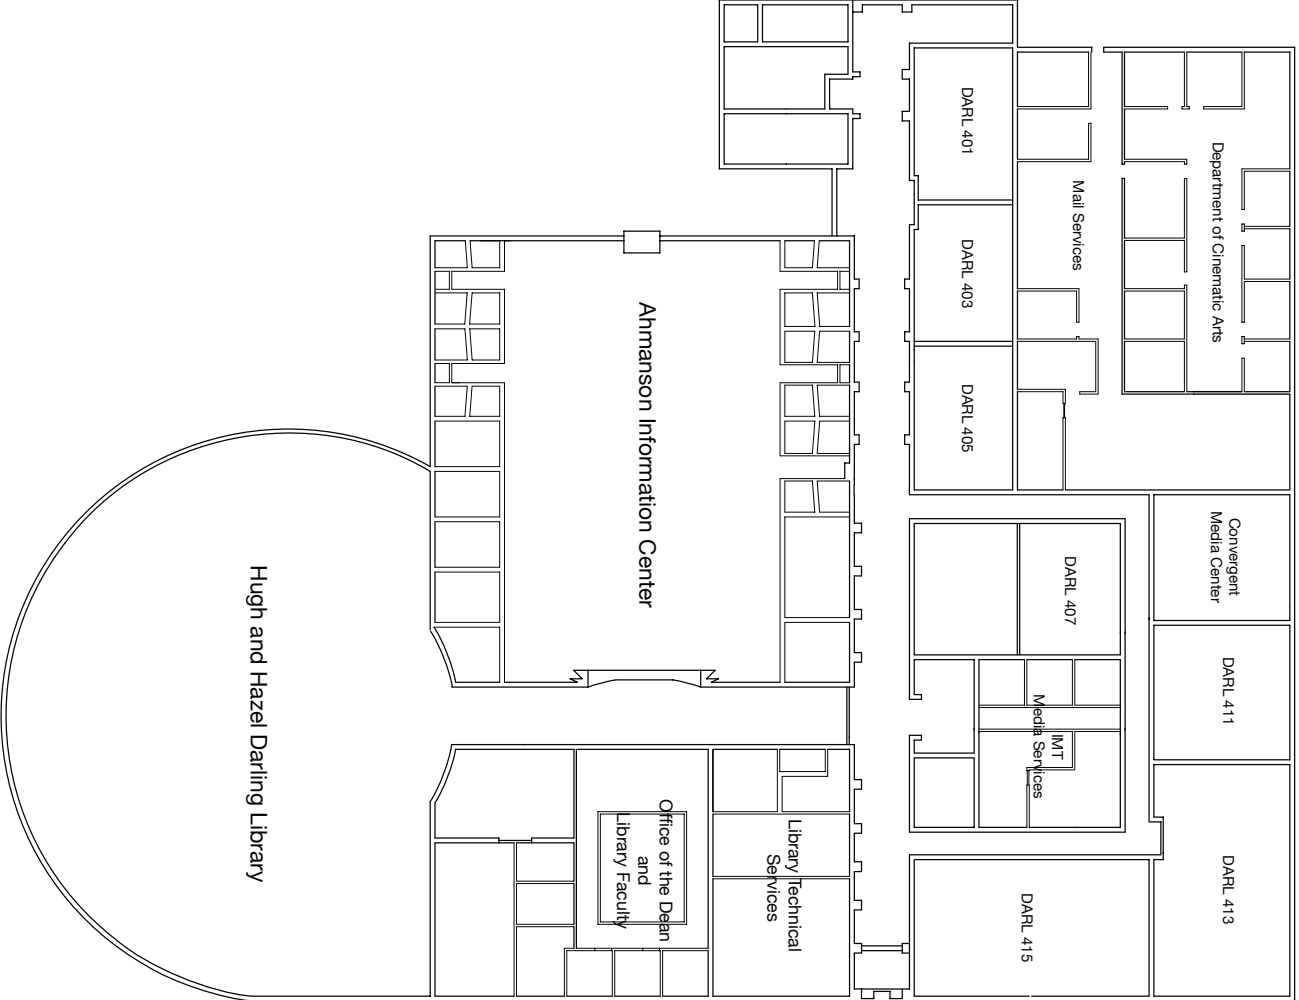 DARL 401
Department of Cinematic Arts
Mail Services
DARL 403
Ahmanson Information Center
DARL 405
Convergent
Media Center
DARL 407
Hugh and Hazel Darling Library
DARL 411
IMT
Media Services
Office of the Dean
and
Library Faculty
Library Technical
Services
DARL 413
DARL 415